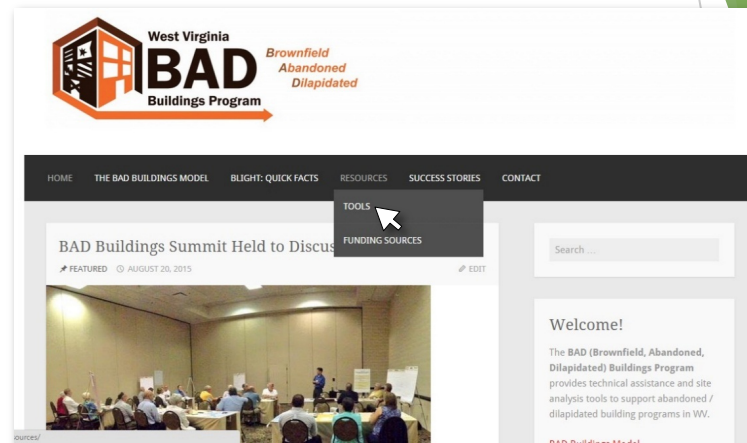 West Virginia
BAD
Buildings Program
Brownfield
Abandoned
Dilapidated
HOME THE BAD BUILDINGS MODEL BLIGHT: QUICK FACTS RESOURCES SUCCESS STORIES CONTACT
TOOLS
FUNDING SOURCES
BAD Buildings Summit Held to
FEATURED AUGUST 20, 2015 EDIT
Search ...
Welcome!
The BAD (Brownfield, Abandoned,
Dilapidated) Buildings Program
provides technical assistance and site
analysis tools to support abandoned /
dilapidated building programs in WV.
BAD Buildings Model
ources/